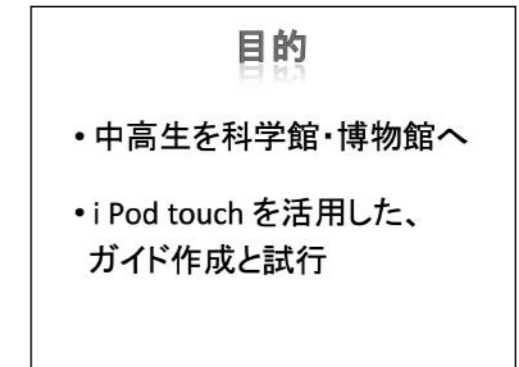 目的
• 中高生を科学館・博物館へ
• i Pod touch を活用した、
ガイド作成と試行